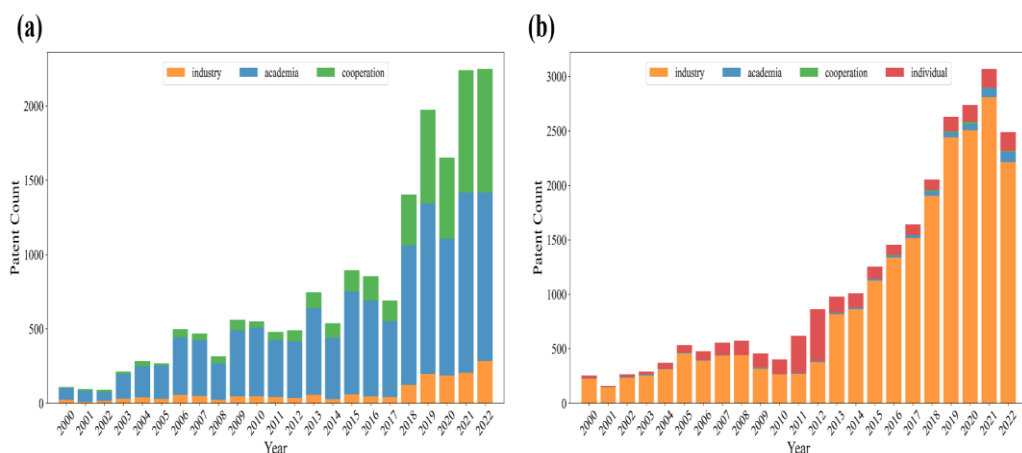 (a)
industry academia cooperation
Patent Count
2000
1500
1000
500
0
2000 2001 2002 2003 2004 2005 2006 2007 2008 2009 2010 2011 2012 2013 2014 2015 2016 2017 2018 2019 2020 2021 2022
Year
(b)
industry academia cooperation individual
Patent Count
3000
2500
2000
1500
1000
500
0
2000 2001 2002 2003 2004 2005 2006 2007 2008 2009 2010 2011 2012 2013 2014 2015 2016 2017 2018 2019 2020 2021 2022
Year